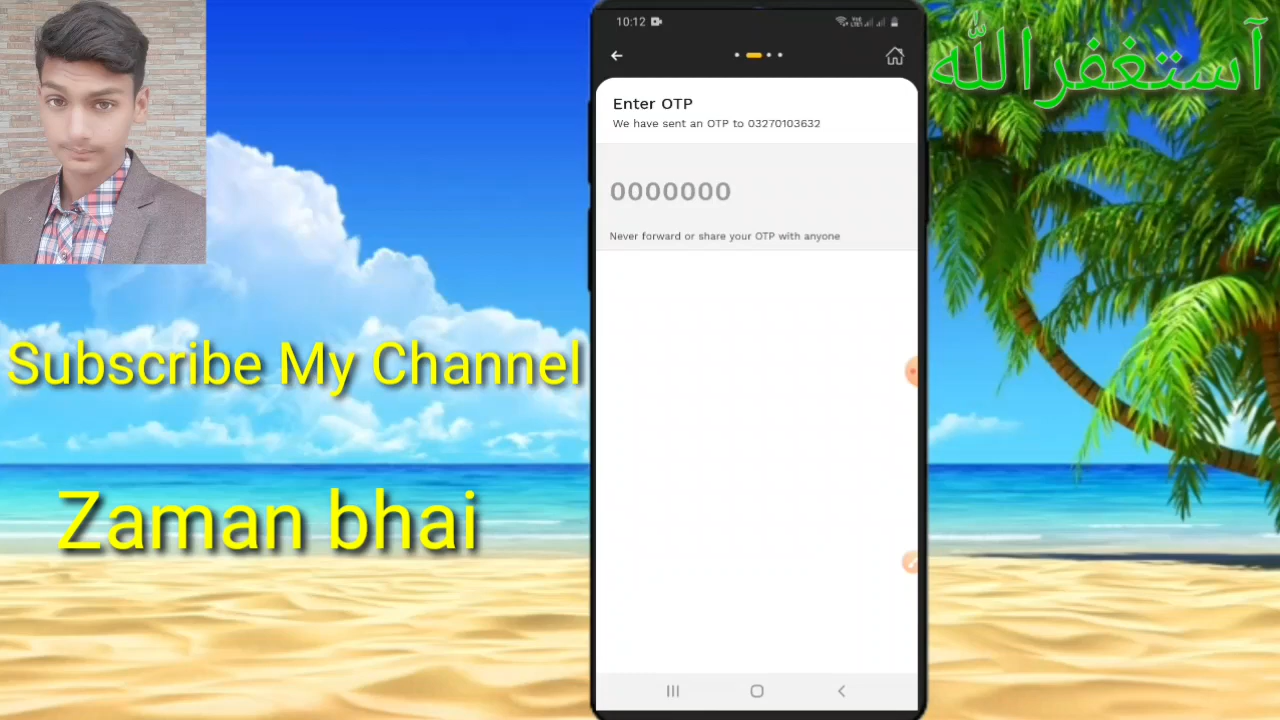 آستغفرالله
10:12
Enter OTP
We have sent an OTP to 03270103632
0000000
Never forward or share your OTP with anyone
Subscribe My Channel
Zaman bhai